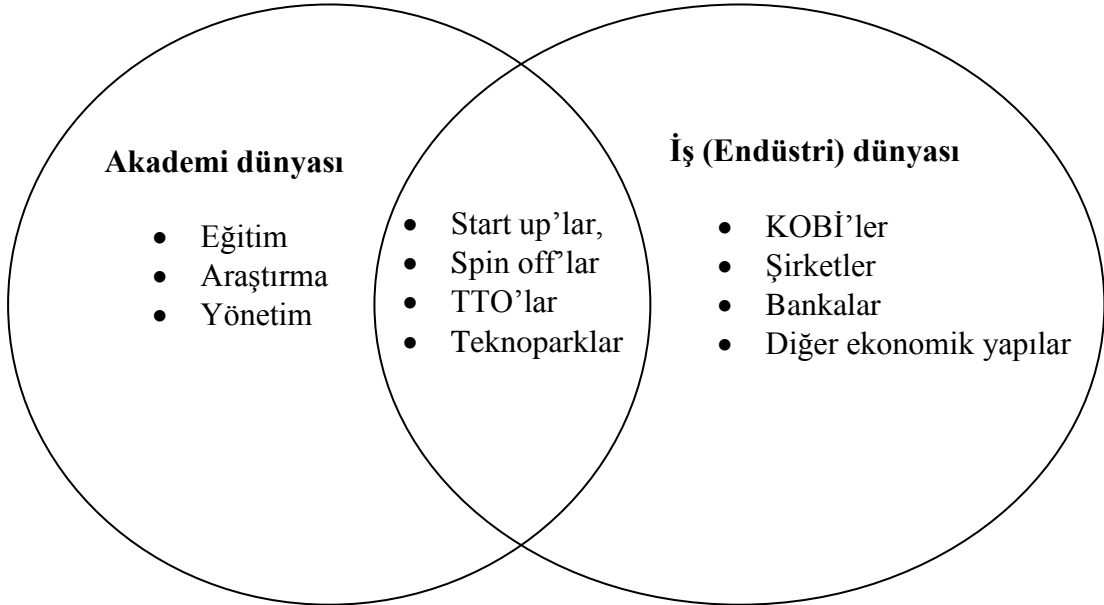 Akademi dünyası
• Eğitim
• Araştırma
• Yönetim
• Start up’lar,
• Spin off’lar
• TTO’lar
• Teknoparklar
İş (Endüstri) dünyası
• KOBİ’ler
• Şirketler
• Bankalar
• Diğer ekonomik yapılar